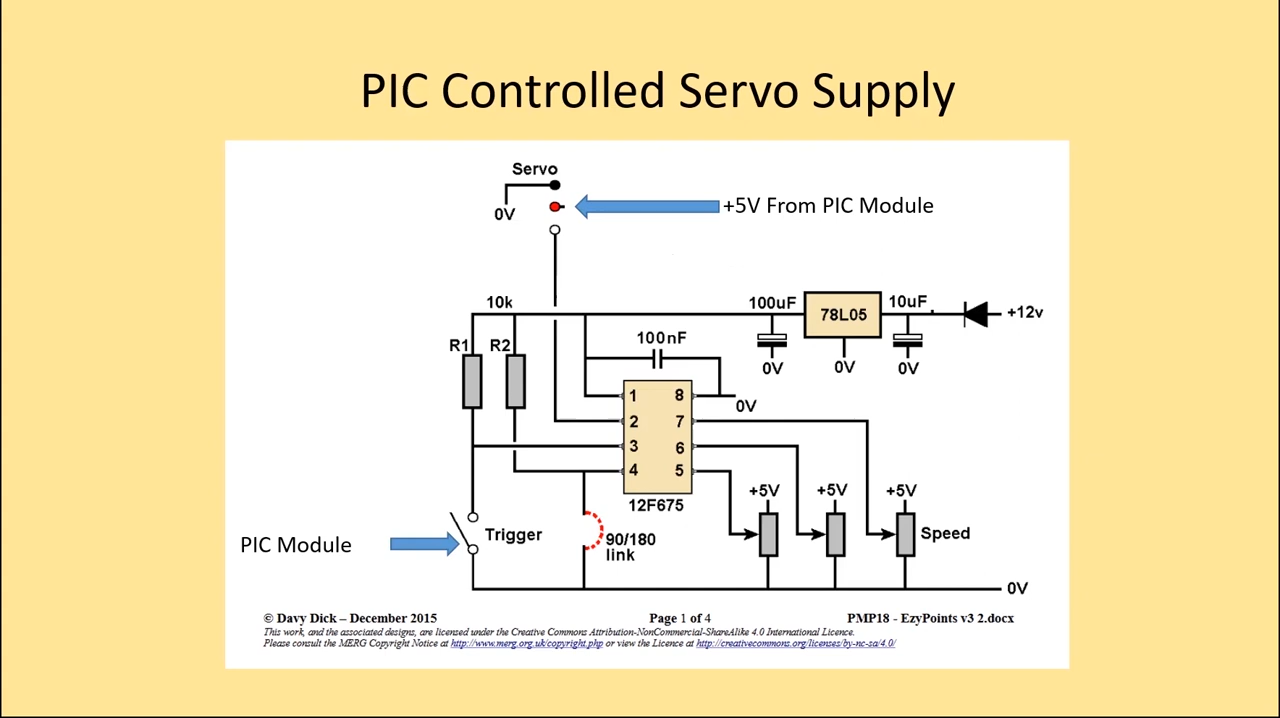 PIC Controlled Servo Supply
Servo
0V
+5V From PIC Module
10k
100uF
78L05
10uF
+12v
R1
R2
100nF
0V
0V
0V
1
8
0V
2
7
3
6
4
5
12F675
+5V
+5V
+5V
Trigger
90/180
link
Speed
PIC Module
0V
© Davy Dick – December 2015 Page 1 of 4 PMP18 - EzyPoints v3 2.docx
This work, and the associated designs, are licensed under the Creative Commons Attribution-NonCommercial-ShareAlike 4.0 International Licence.
Please consult the MERG Copyright Notice at http://www.merg.org.uk/copyright.php or view the Licence at http://creativecommons.org/licenses/by-nc-sa/4.0/